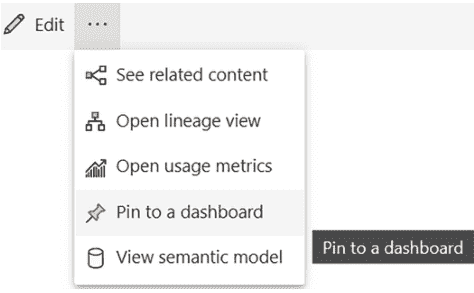 Edit ...
See related content
Open lineage view
Open usage metrics
Pin to a dashboard
Pin to a dashboard
View semantic model